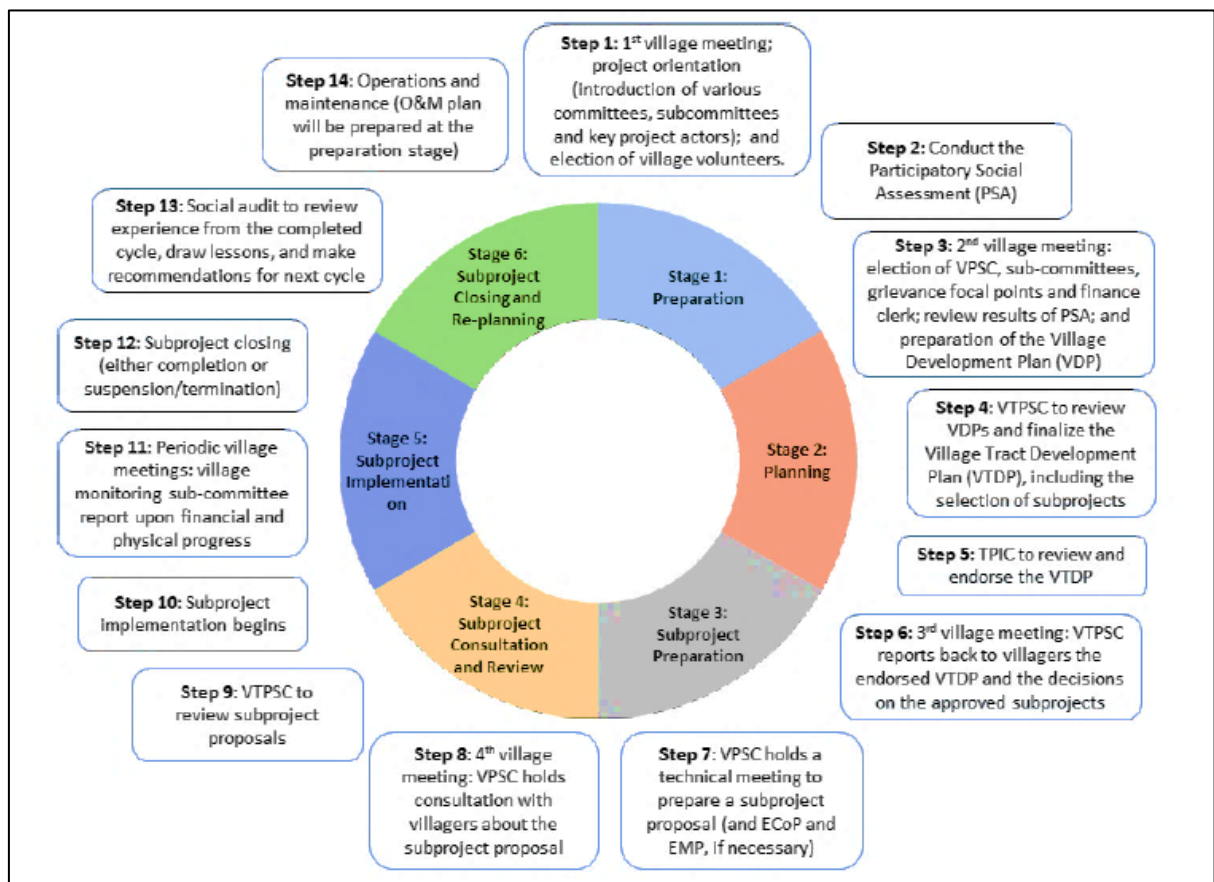 Step 1: 1st village meeting;
project orientation
(introduction of various
committees, subcommittees
and key project actors); and
election of village volunteers.
Step 2: Conduct the
Participatory Social
Assessment (PSA)
Step 3: 2nd village meeting:
election of VPSC, sub-committees,
grievance focal points and finance
clerk; review results of PSA; and
preparation of the Village
Development Plan (VDP)
Step 4: VTPSC to review
VDPs and finalize the
Village Tract Development
Plan (VTDP), including the
selection of subprojects
Step 5: TPIC to review and
endorse the VTDP
Step 6: 3rd village meeting: VTPSC
reports back to villagers the
endorsed VTDP and the decisions
on the approved subprojects
Step 7: VPSC holds a
technical meeting to
prepare a subproject
proposal (and ECoP and
EMP, if necessary)
Step 8: 4th village
meeting: VPSC holds
consultation with
villagers about the
subproject proposal
Step 9: VTPSC to
review subproject
proposals
Step 10: Subproject
implementation begins
Step 11: Periodic village
meetings: village
monitoring sub-committee
report upon financial and
physical progress
Step 12: Subproject closing
(either completion or
suspension/termination)
Step 13: Social audit to review
experience from the completed
cycle, draw lessons, and make
recommendations for next cycle
Step 14: Operations and
maintenance (O&M plan
will be prepared at the
preparation stage)
Stage 1:
Preparation
Stage 2:
Planning
Stage 3:
Subproject
Preparation
Stage 4:
Subproject
Consultation
and Review
Stage 5:
Subproject
Implementati
on
Stage 6:
Subproject
Closing and
Re-planning